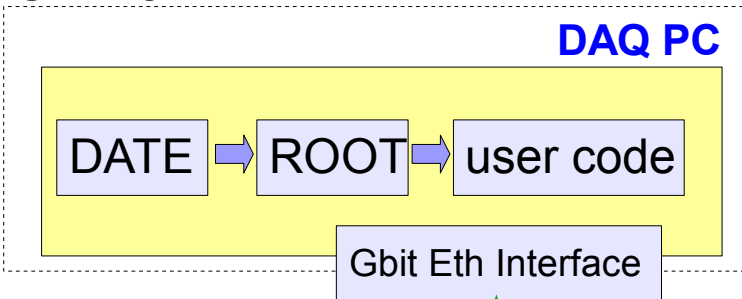 DAQ PC
DATE ROOT user code
Gbit Eth Interface